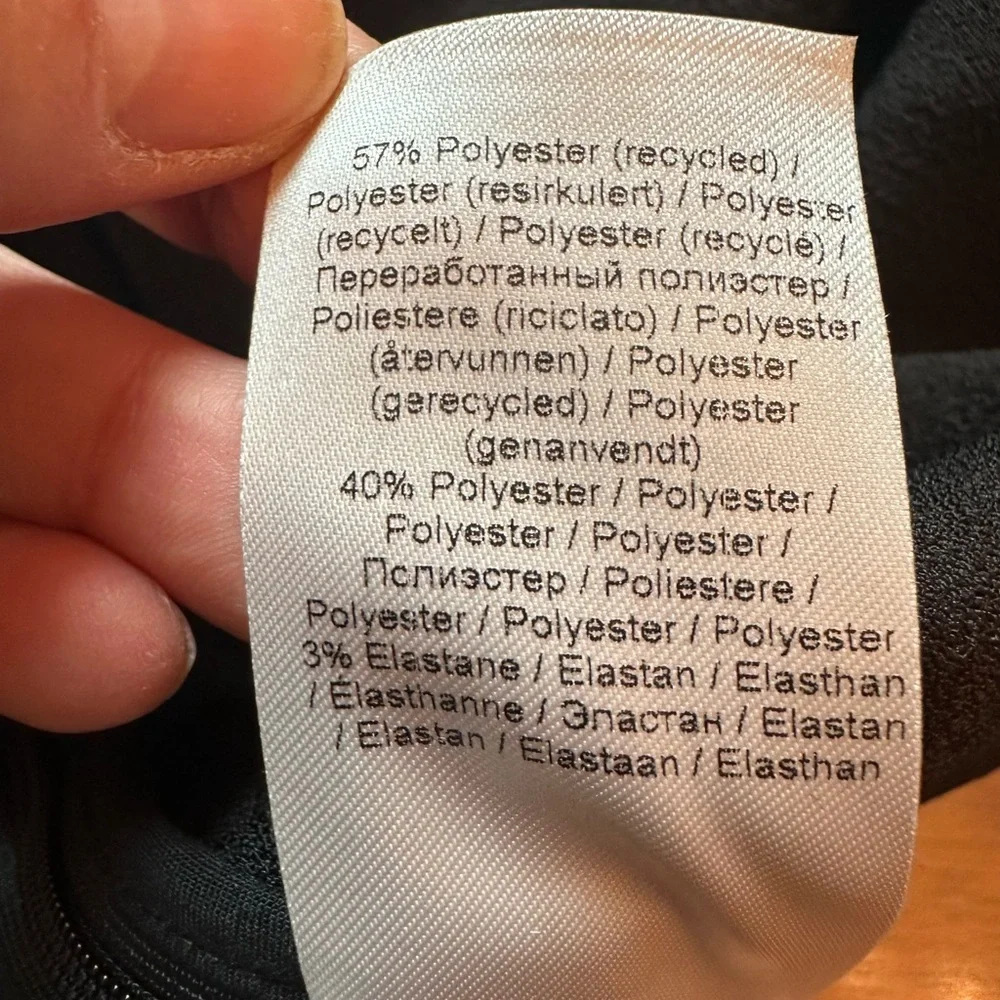 57% Polyester (recycled) /
Polyester (resirkulert) / Polyester
(recycelt) / Polyester (recyclé) /
Переработанный полиэстер /
Poliestere (riciclato) / Polyester
(återvunnen) / Polyester
(gerecycled) / Polyester
(genanvendt)
40% Polyester / Polyester /
Polyester / Polyester /
Полиэстер / Poliestere /
Polyester / Polyester / Polyester
3% Elastane / Elastan / Elasthan
/ Élasthanne / Эластан / Elastan
/ Elastan / Elastaan / Elasthan